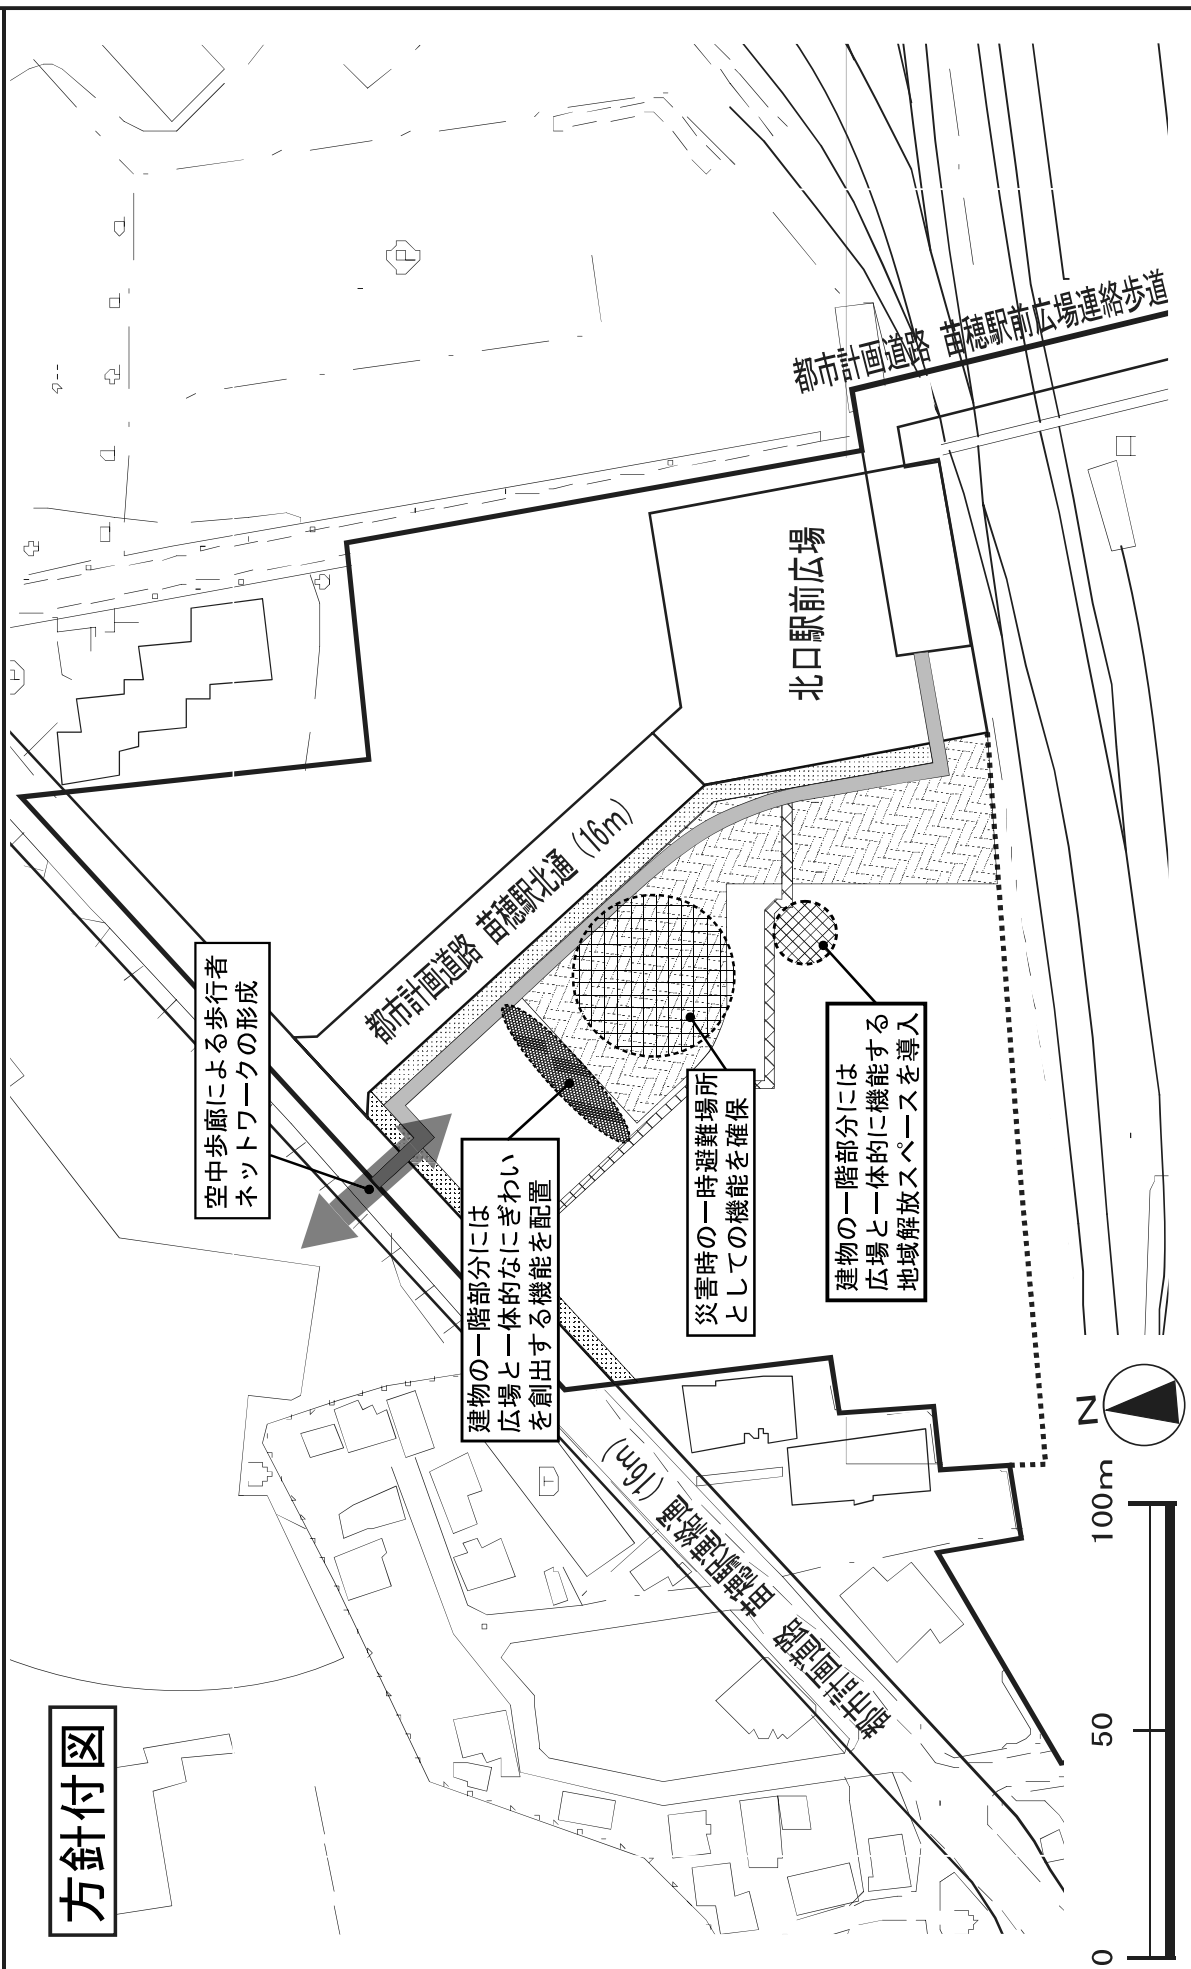 方針付図
空中歩廊による歩行者
ネットワークの形成
都市計画道路 苗穂駅前広場連絡歩道
北口駅前広場
都市計画道路 苗穂駅北通（16m）
建物の一階部分には
広場と一体的なにぎわい
を創出する機能を配置
災害時の一時避難場所
としての機能を確保
建物の一階部分には
広場と一体的に機能する
地域解放スペースを導入
都市計画道路 苗穂駅連絡通（16m）
N
0 50 100m